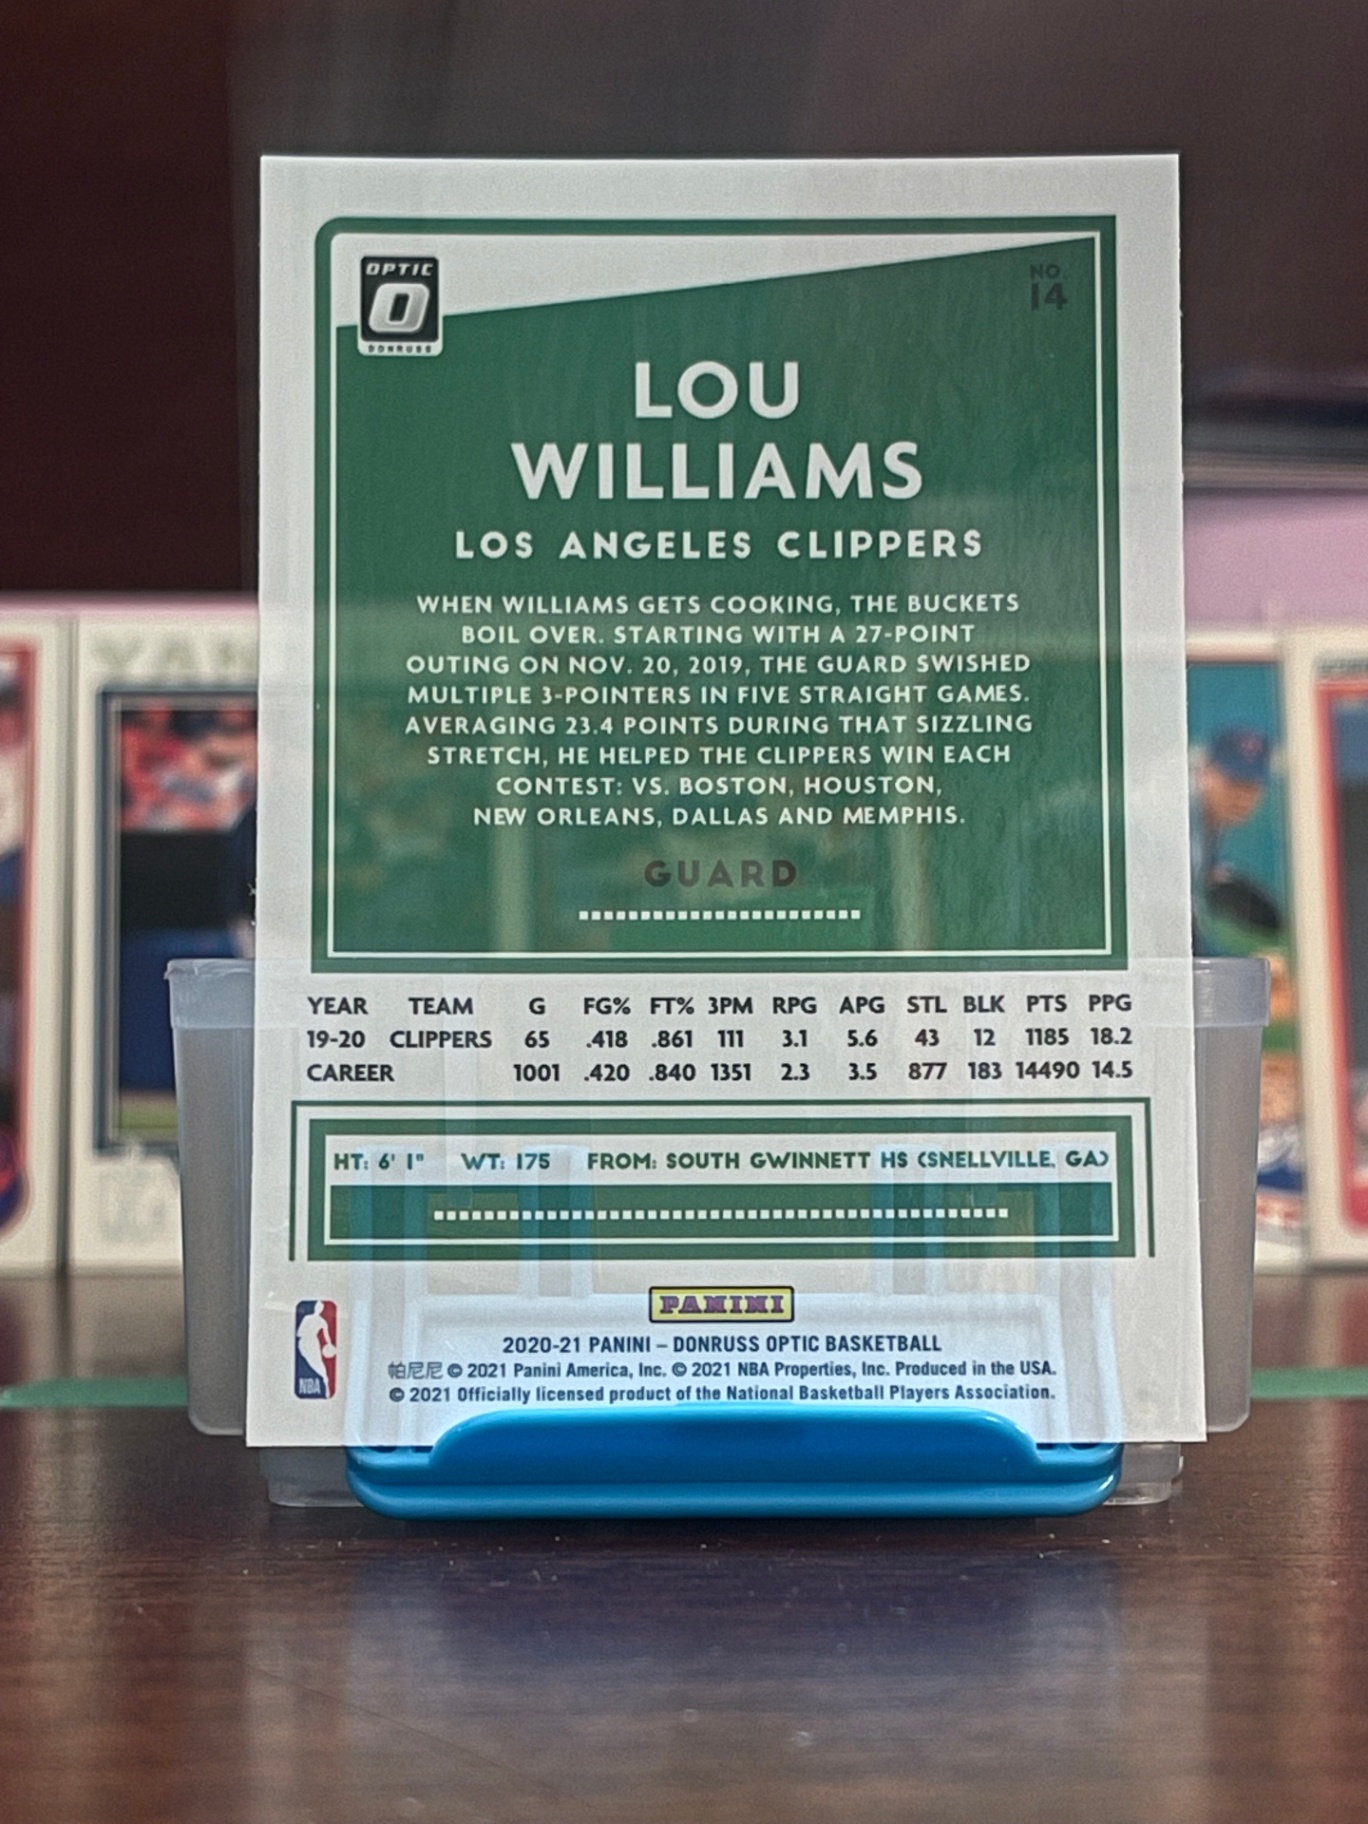 OPTIC
O
DONRUSS
NO.
14
LOU
WILLIAMS
LOS ANGELES CLIPPERS
WHEN WILLIAMS GETS COOKING, THE BUCKETS
BOIL OVER. STARTING WITH A 27-POINT
OUTING ON NOV. 20, 2019, THE GUARD SWISHED
MULTIPLE 3-POINTERS IN FIVE STRAIGHT GAMES.
AVERAGING 23.4 POINTS DURING THAT SIZZLING
STRETCH, HE HELPED THE CLIPPERS WIN EACH
CONTEST: VS. BOSTON, HOUSTON,
NEW ORLEANS, DALLAS AND MEMPHIS.
GUARD
YEAR TEAM G FG% FT% 3PM RPG APG STL BLK PTS PPG
19-20 CLIPPERS 65 .418 .861 111 3.1 5.6 43 12 1185 18.2
CAREER 1001 .420 .840 1351 2.3 3.5 877 183 14490 14.5
HT: 6' 1" WT: 175 FROM: SOUTH GWINNETT HS (SNELLVILLE, GA)
PANINI
2020-21 PANINI – DONRUSS OPTIC BASKETBALL
帕尼尼 © 2021 Panini America, Inc. © 2021 NBA Properties, Inc. Produced in the USA.
© 2021 Officially licensed product of the National Basketball Players Association.
NBA